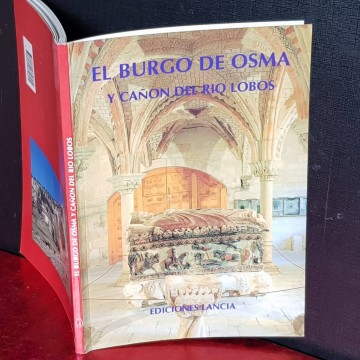 EL BURGO DE OSMA
Y CAÑON DEL RIO LOBOS
EDICIONES LANCIA
EL BURGO DE OSMA Y CAÑON DEL RIO LOBOS